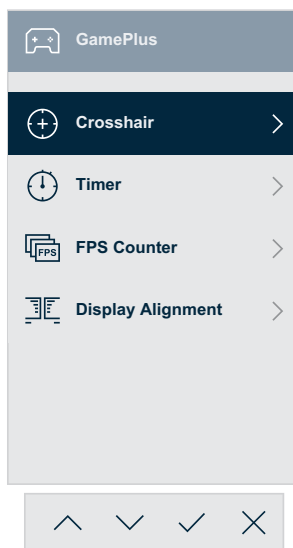 GamePlus
Crosshair
Timer
FPS
FPS Counter
Display Alignment